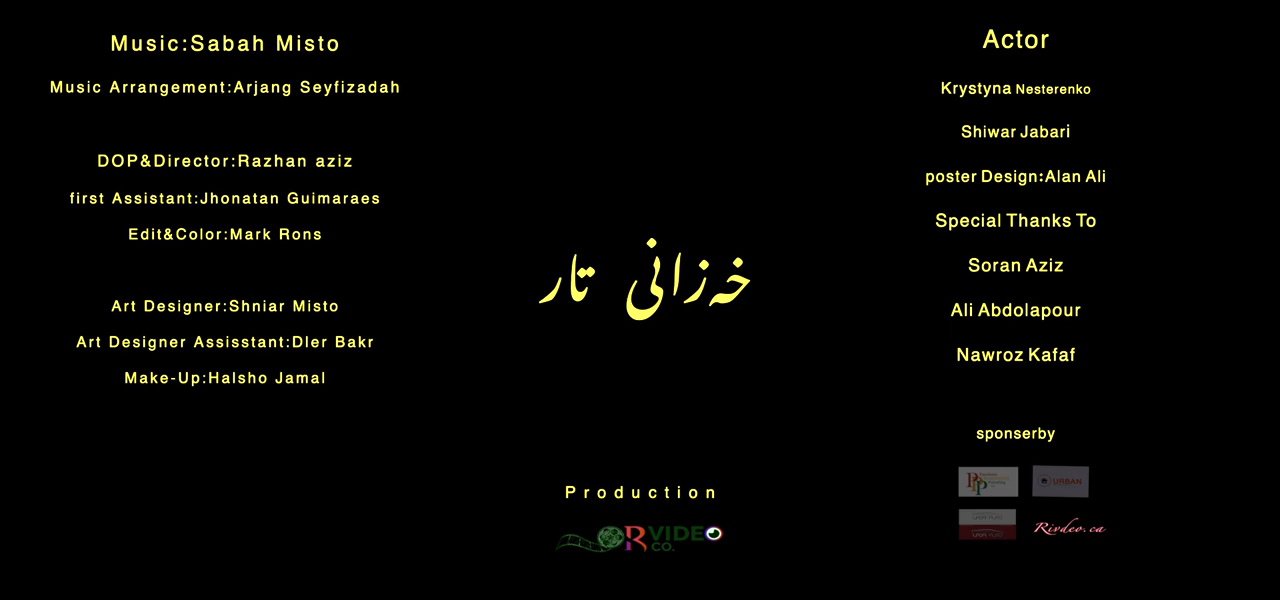 Music:Sabah Misto
Music Arrangement:Arjang Seyfizadah
DOP&Director:Razhan aziz
first Assistant:Jhonatan Guimaraes
Edit&Color:Mark Rons
Art Designer:Shniar Misto
Art Designer Assisstant:Dler Bakr
Make-Up:Halsho Jamal
خەزانی تار
Production
R VIDEO
CO.
Actor
Krystyna Nesterenko
Shiwar Jabari
poster Design:Alan Ali
Special Thanks To
Soran Aziz
Ali Abdolapour
Nawroz Kafaf
sponserby
URBAN
Rivdeo.ca